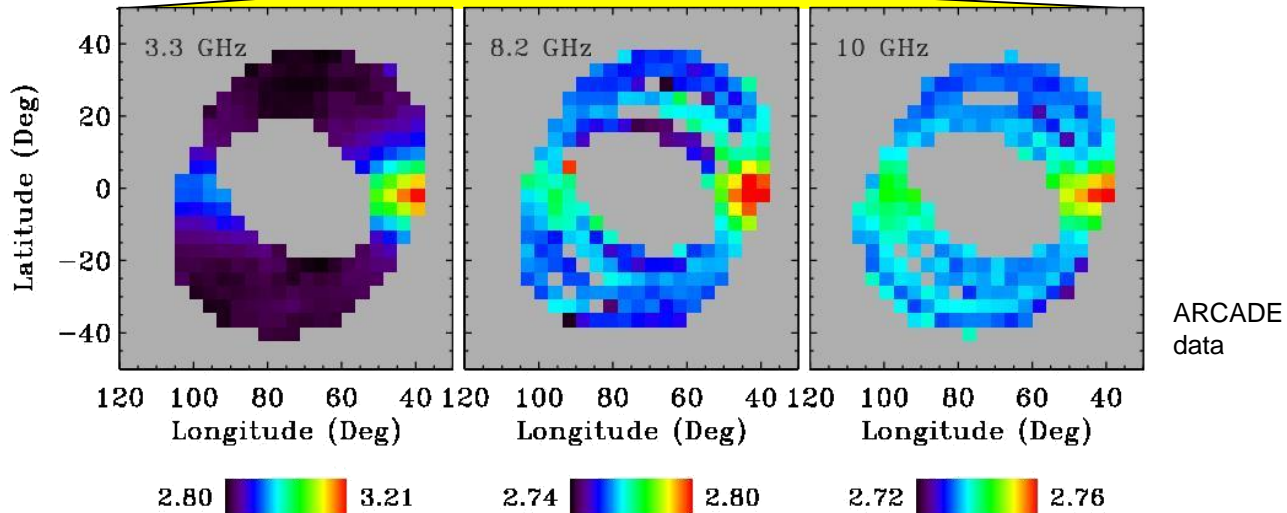 3.3 GHz 8.2 GHz 10 GHz
40
20
0
−20
−40
Latitude (Deg)
ARCADE
data
120 100 80 60 40 120 100 80 60 40 120 100 80 60 40
Longitude (Deg) Longitude (Deg) Longitude (Deg)
2.80 3.21 2.74 2.80 2.72 2.76